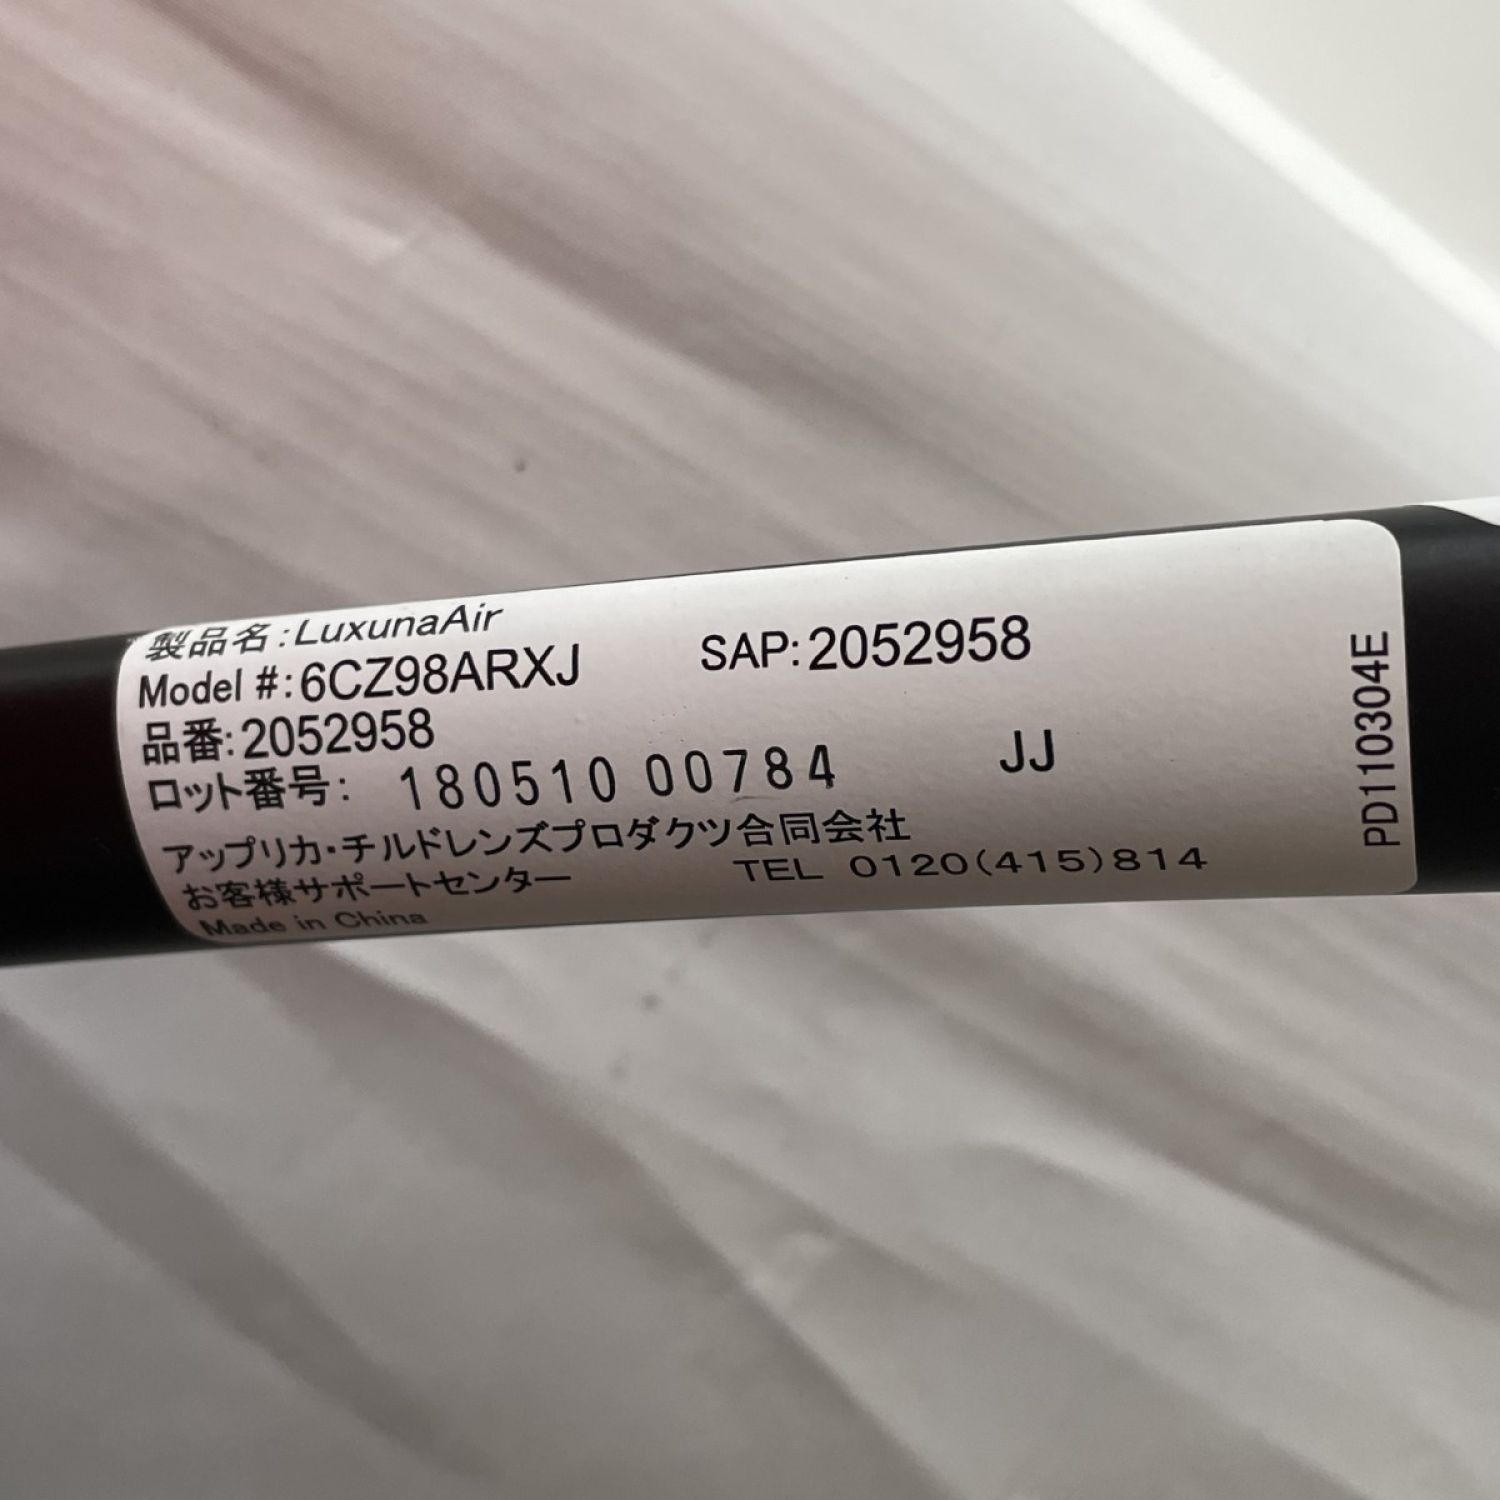 製品名:LuxunaAir
Model #:6CZ98ARXJ SAP:2052958
品番:2052958
ロット番号: 180510 00784 JJ
アップリカ・チルドレンズプロダクツ合同会社
お客様サポートセンター TEL 0120(415)814
Made in China
PD110304E